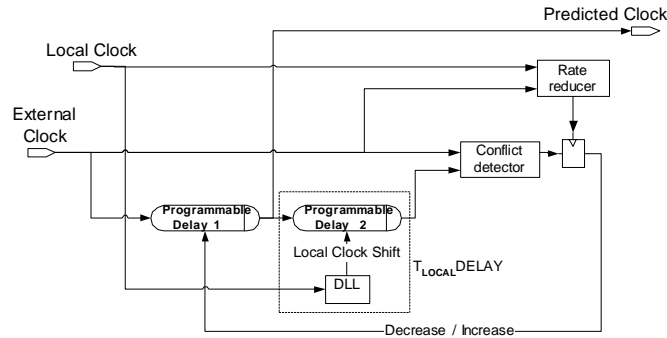 Predicted Clock
Local Clock
Rate
reducer
External
Clock
Conflict
detector
Programmable
Delay 1
Programmable
Delay 2
Local Clock Shift
TLOCALDELAY
DLL
Decrease / Increase